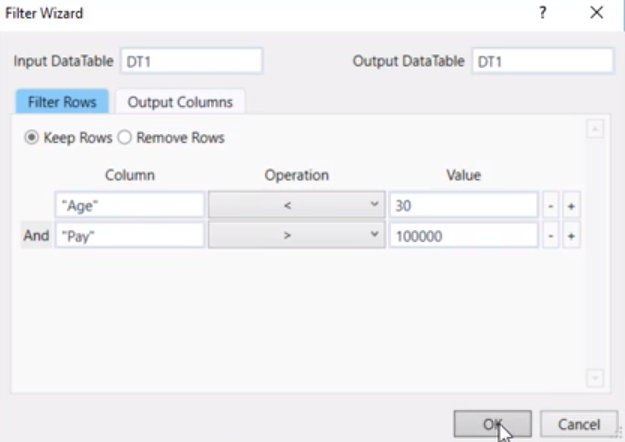 Filter Wizard ? ×
Input DataTable DT1 Output DataTable DT1
Filter Rows Output Columns
Keep Rows Remove Rows
Column Operation Value
"Age" < 30 - +
And "Pay" > 100000 - +
OK Cancel